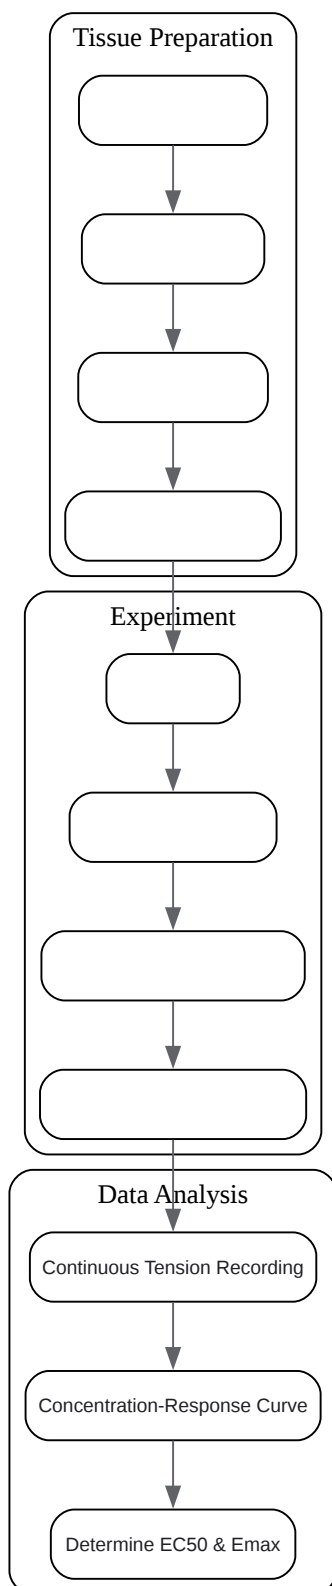 Tissue Preparation
Experiment
Data Analysis
Continuous Tension Recording
Concentration-Response Curve
Determine EC50 & Emax